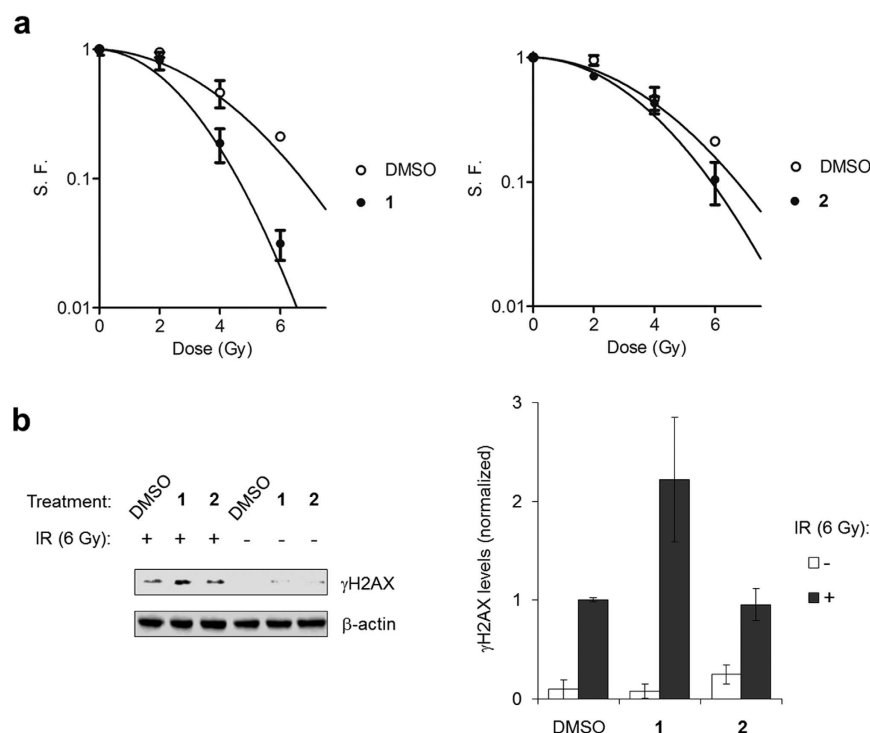 a
1
0.1
0.01
S. F.
0 2 4 6
Dose (Gy)
DMSO
1
1
0.1
0.01
S. F.
0 2 4 6
Dose (Gy)
DMSO
2
b
Treatment: DMSO 1 2 DMSO 1 2
IR (6 Gy): + + + - - -
γH2AX
β-actin
3
2
1
0
γH2AX levels (normalized)
DMSO 1 2
IR (6 Gy):
-
+